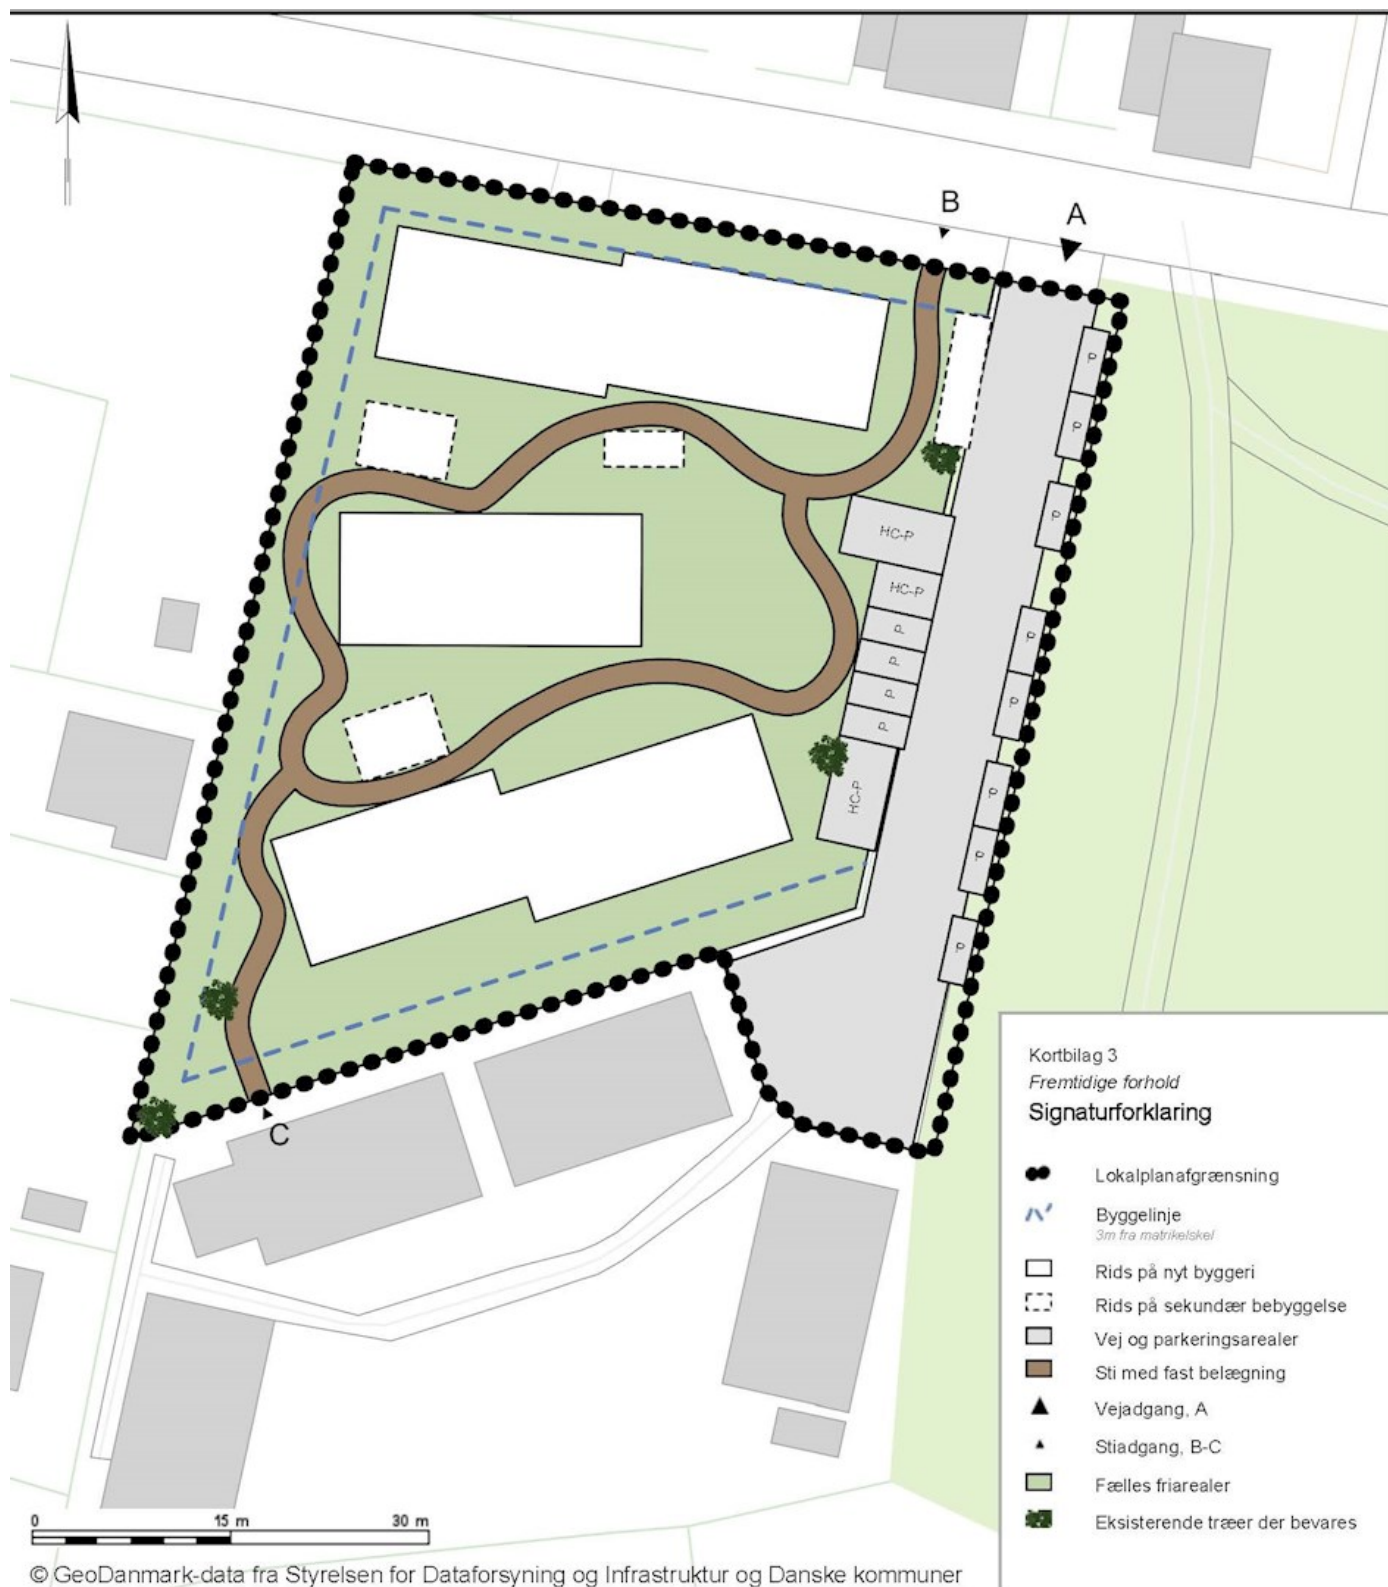 B
A
P
P
P
HC-P
HC-P
P
P
P
P
P
P
P
P
HC-P
P
C
Kortbilag 3
Fremtidige forhold
Signaturforklaring
Lokalplanafgrænsning
Byggelinje
3m fra matrikelskel
Rids på nyt byggeri
Rids på sekundær bebyggelse
Vej og parkeringsarealer
Sti med fast belægning
Vejadgang, A
Stiadgang, B-C
Fælles friarealer
Eksisterende træer der bevares
0 15 m 30 m
© GeoDanmark-data fra Styrelsen for Dataforsyning og Infrastruktur og Danske kommuner